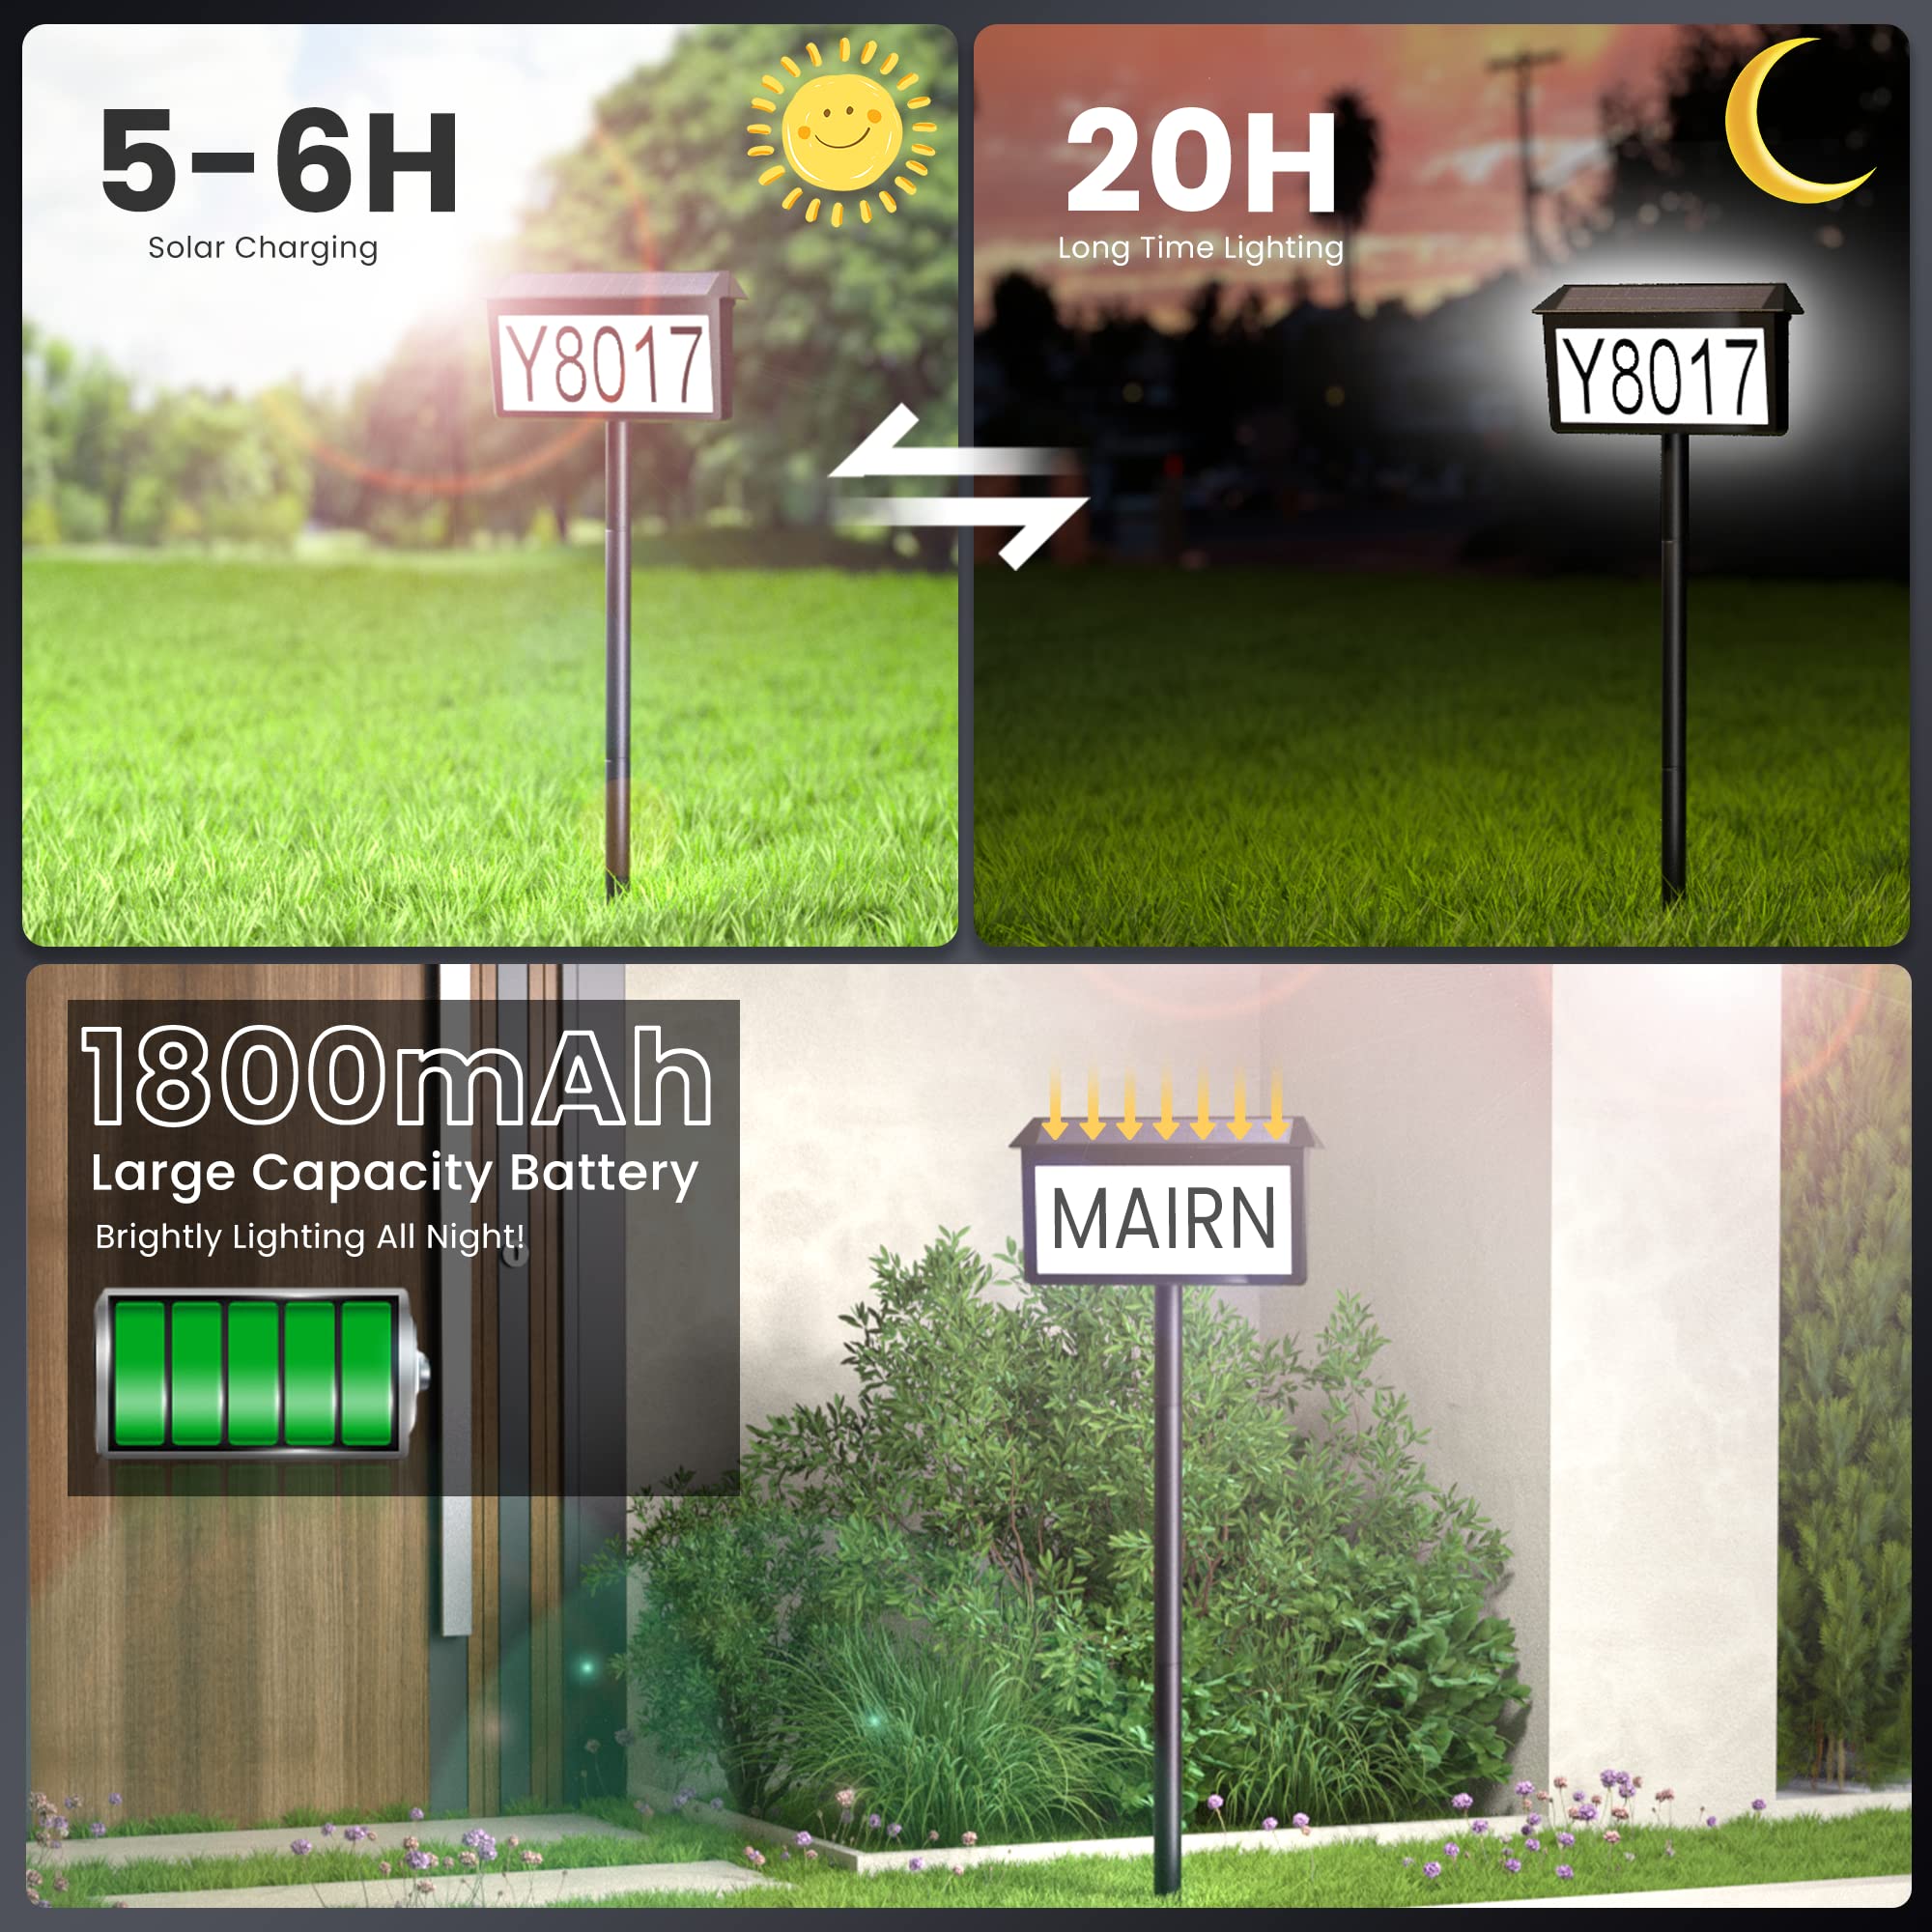 5-6H
Solar Charging
Y8017
20H
Long Time Lighting
Y8017
1800mAh
Large Capacity Battery
Brightly Lighting All Night!
MAIRN